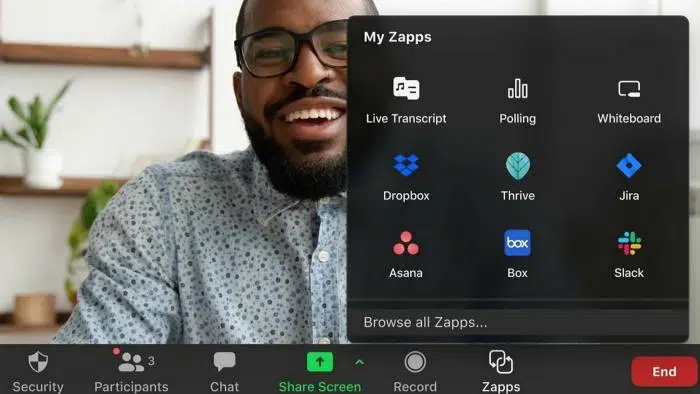 My Zapps
Live Transcript
Polling
Whiteboard
Dropbox
Thrive
Jira
box
Asana
Box
Slack
Browse all Zapps...
3
Security
Participants
Chat
Share Screen
Record
Zapps
End